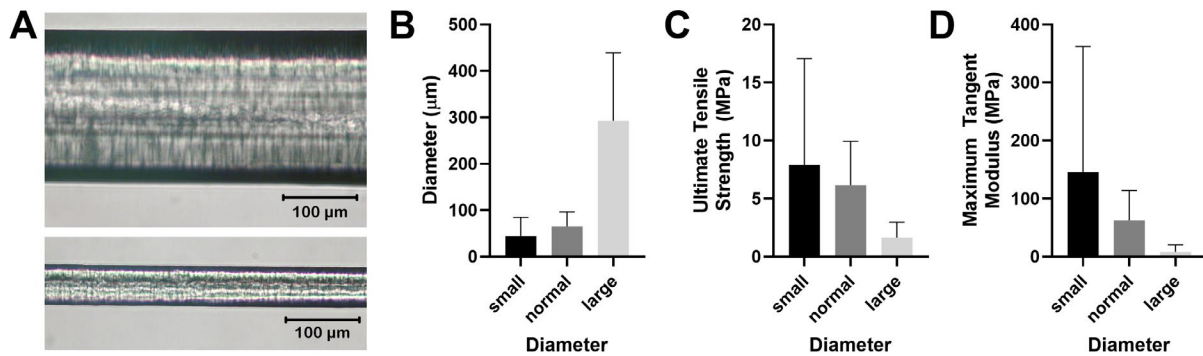 A
100 µm
100 µm
B
Diameter (µm)
500
400
300
200
100
0
small
normal
large
Diameter
C
Ultimate Tensile
Strength (MPa)
20
15
10
5
0
small
normal
large
Diameter
D
Maximum Tangent
Modulus (MPa)
400
300
200
100
0
small
normal
large
Diameter